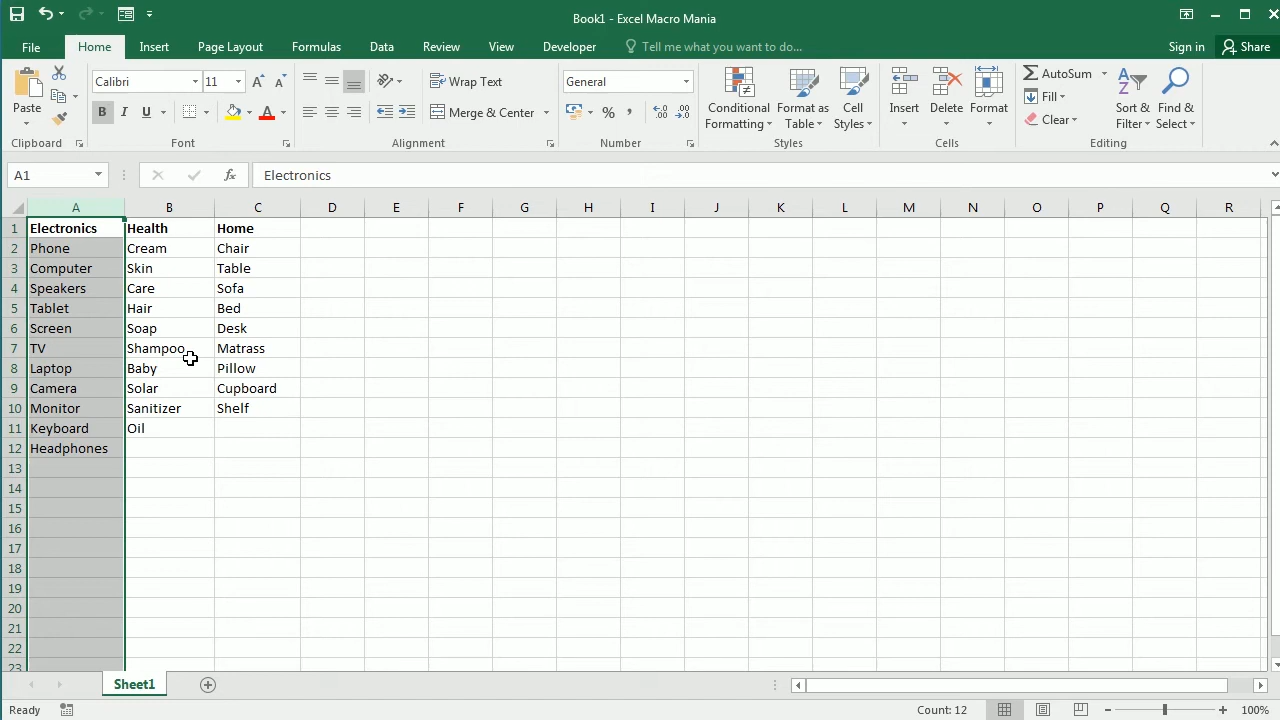 Book1 - Excel Macro Mania
File Home Insert Page Layout Formulas Data Review View Developer Tell me what you want to do... Sign in Share
Calibri 11 Wrap Text General AutoSum
Paste B I U Merge & Center % , Conditional Formatting Format as Table Cell Styles Insert Delete Format Fill Sort & Filter Find & Select
Clear
Clipboard Font Alignment Number Styles Cells Editing
A1 fx Electronics
A B C D E F G H I J K L M N O P Q R
1 Electronics Health Home
2 Phone Cream Chair
3 Computer Skin Table
4 Speakers Care Sofa
5 Tablet Hair Bed
6 Screen Soap Desk
7 TV Shampoo Matrass
8 Laptop Baby Pillow
9 Camera Solar Cupboard
10 Monitor Sanitizer Shelf
11 Keyboard Oil
12 Headphones
13
14
15
16
17
18
19
20
21
22
23
Sheet1
Ready Count: 12 100%